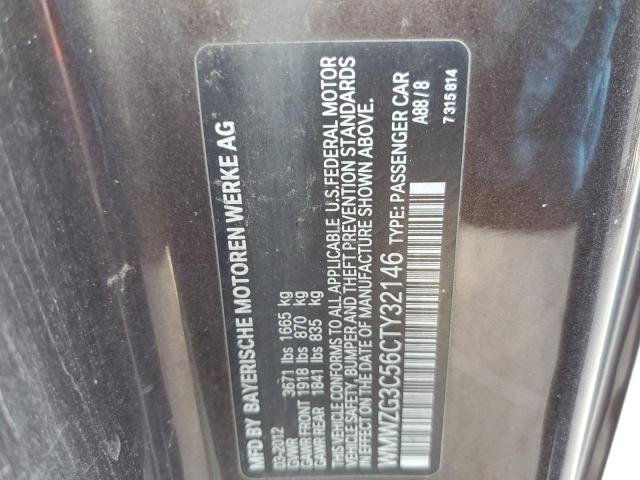 MFD BY BAYERISCHE MOTOREN WERKE AG
03-2012
GVWR 3671 lbs 1665 kg
GAWR FRONT 1918 lbs 870 kg
GAWR REAR 1841 lbs 835 kg
THIS VEHICLE CONFORMS TO ALL APPLICABLE U.S.FEDERAL MOTOR
VEHICLE SAFETY, BUMPER AND THEFT PREVENTION STANDARDS
IN EFFECT ON THE DATE OF MANUFACTURE SHOWN ABOVE.
WMWZG3C56CTY32146 TYPE: PASSENGER CAR
A88/8
7 315 814